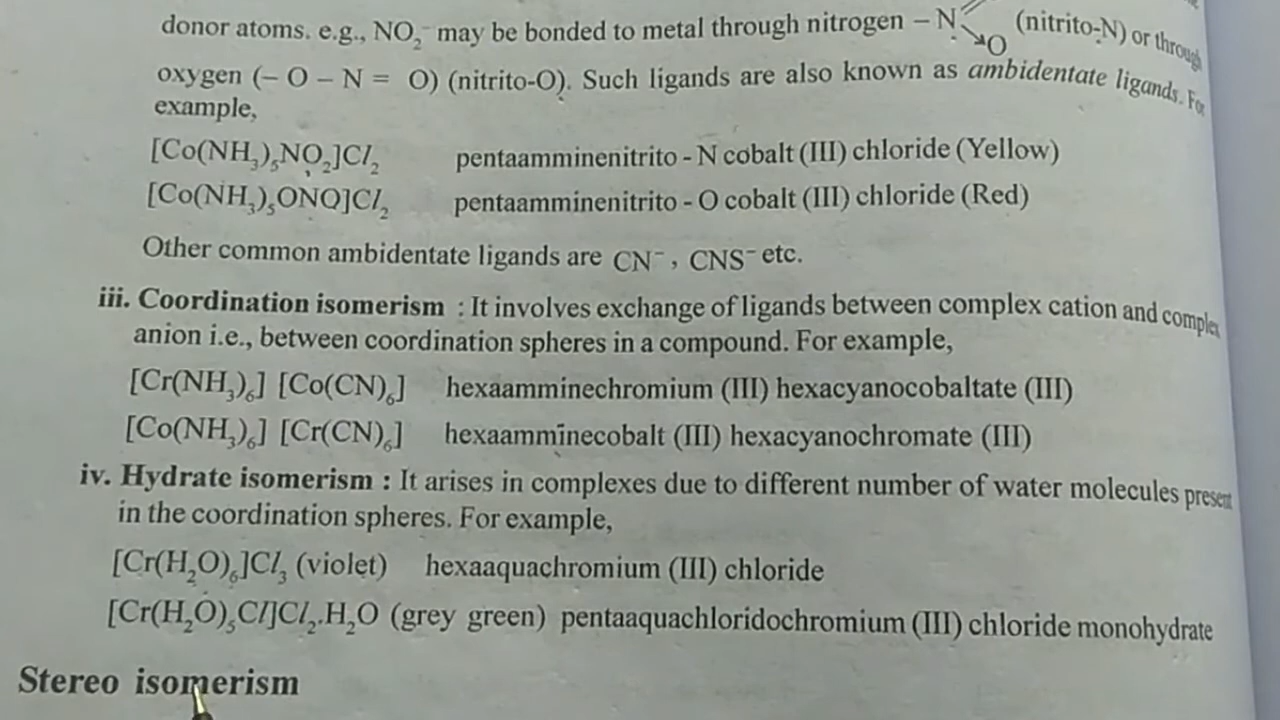 donor atoms. e.g., NO₂⁻ may be bonded to metal through nitrogen – N O (nitrito-N) or through
oxygen (– O – N = O) (nitrito-O). Such ligands are also known as ambidentate ligands. For
example,
[Co(NH₃)₅NO₂]Cl₂ pentaamminenitrito - N cobalt (III) chloride (Yellow)
[Co(NH₃)₅ONO]Cl₂ pentaamminenitrito - O cobalt (III) chloride (Red)
Other common ambidentate ligands are CN⁻, CNS⁻ etc.
iii. Coordination isomerism : It involves exchange of ligands between complex cation and complex
anion i.e., between coordination spheres in a compound. For example,
[Cr(NH₃)₆] [Co(CN)₆] hexaamminechromium (III) hexacyanocobaltate (III)
[Co(NH₃)₆] [Cr(CN)₆] hexaamminecobalt (III) hexacyanochromate (III)
iv. Hydrate isomerism : It arises in complexes due to different number of water molecules present
in the coordination spheres. For example,
[Cr(H₂O)₆]Cl₃ (violet) hexaaquachromium (III) chloride
[Cr(H₂O)₅Cl]Cl₂.H₂O (grey green) pentaaquachloridochromium (III) chloride monohydrate
Stereo isomerism